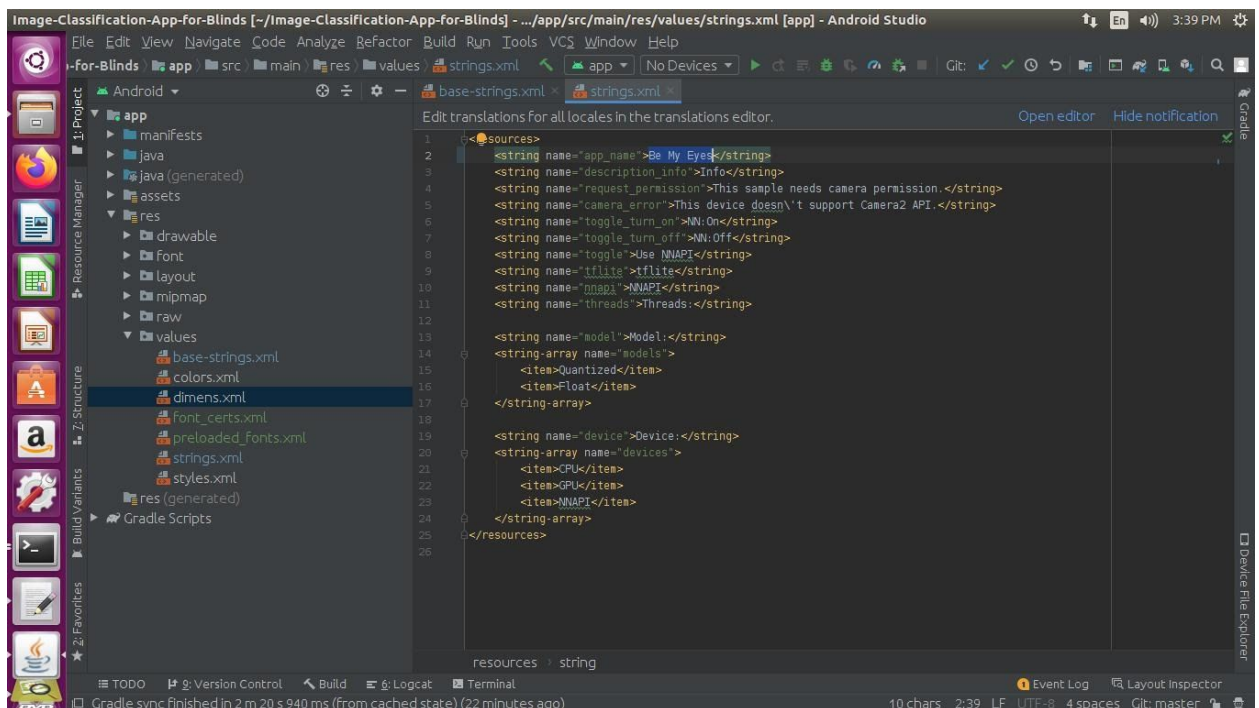 Image-Classification-App-for-Blinds [~/Image-Classification-App-for-Blinds] - .../app/src/main/res/values/strings.xml [app] - Android Studio
En 3:39 PM
File Edit View Navigate Code Analyze Refactor Build Run Tools VCS Window Help
-for-Blinds app src main res values strings.xml app No Devices Git:
Android
base-strings.xml strings.xml
Edit translations for all locales in the translations editor. Open editor Hide notification
1: Project
Resource Manager
Z: Structure
Build Variants
2: Favorites
app
manifests
java
java (generated)
assets
res
drawable
font
layout
mipmap
raw
values
base-strings.xml
colors.xml
dimens.xml
font_certs.xml
preloaded_fonts.xml
strings.xml
styles.xml
res (generated)
Gradle Scripts
1 <resources>
2 <string name="app_name">Be My Eyes</string>
3 <string name="description_info">Info</string>
4 <string name="request_permission">This sample needs camera permission.</string>
5 <string name="camera_error">This device doesn\'t support Camera2 API.</string>
6 <string name="toggle_turn_on">NN:On</string>
7 <string name="toggle_turn_off">NN:Off</string>
8 <string name="toggle">Use NNAPI</string>
9 <string name="tflite">tflite</string>
10 <string name="nnapi">NNAPI</string>
11 <string name="threads">Threads:</string>
12
13 <string name="model">Model:</string>
14 <string-array name="models">
15 <item>Quantized</item>
16 <item>Float</item>
17 </string-array>
18
19 <string name="device">Device:</string>
20 <string-array name="devices">
21 <item>CPU</item>
22 <item>GPU</item>
23 <item>NNAPI</item>
24 </string-array>
25 </resources>
26
Gradle
Device File Explorer
resources string
TODO 9: Version Control Build 6: Logcat Terminal Event Log Layout Inspector
Gradle sync finished in 2 m 20 s 940 ms (from cached state) (22 minutes ago) 10 chars 2:39 LF UTF-8 4 spaces Git: master